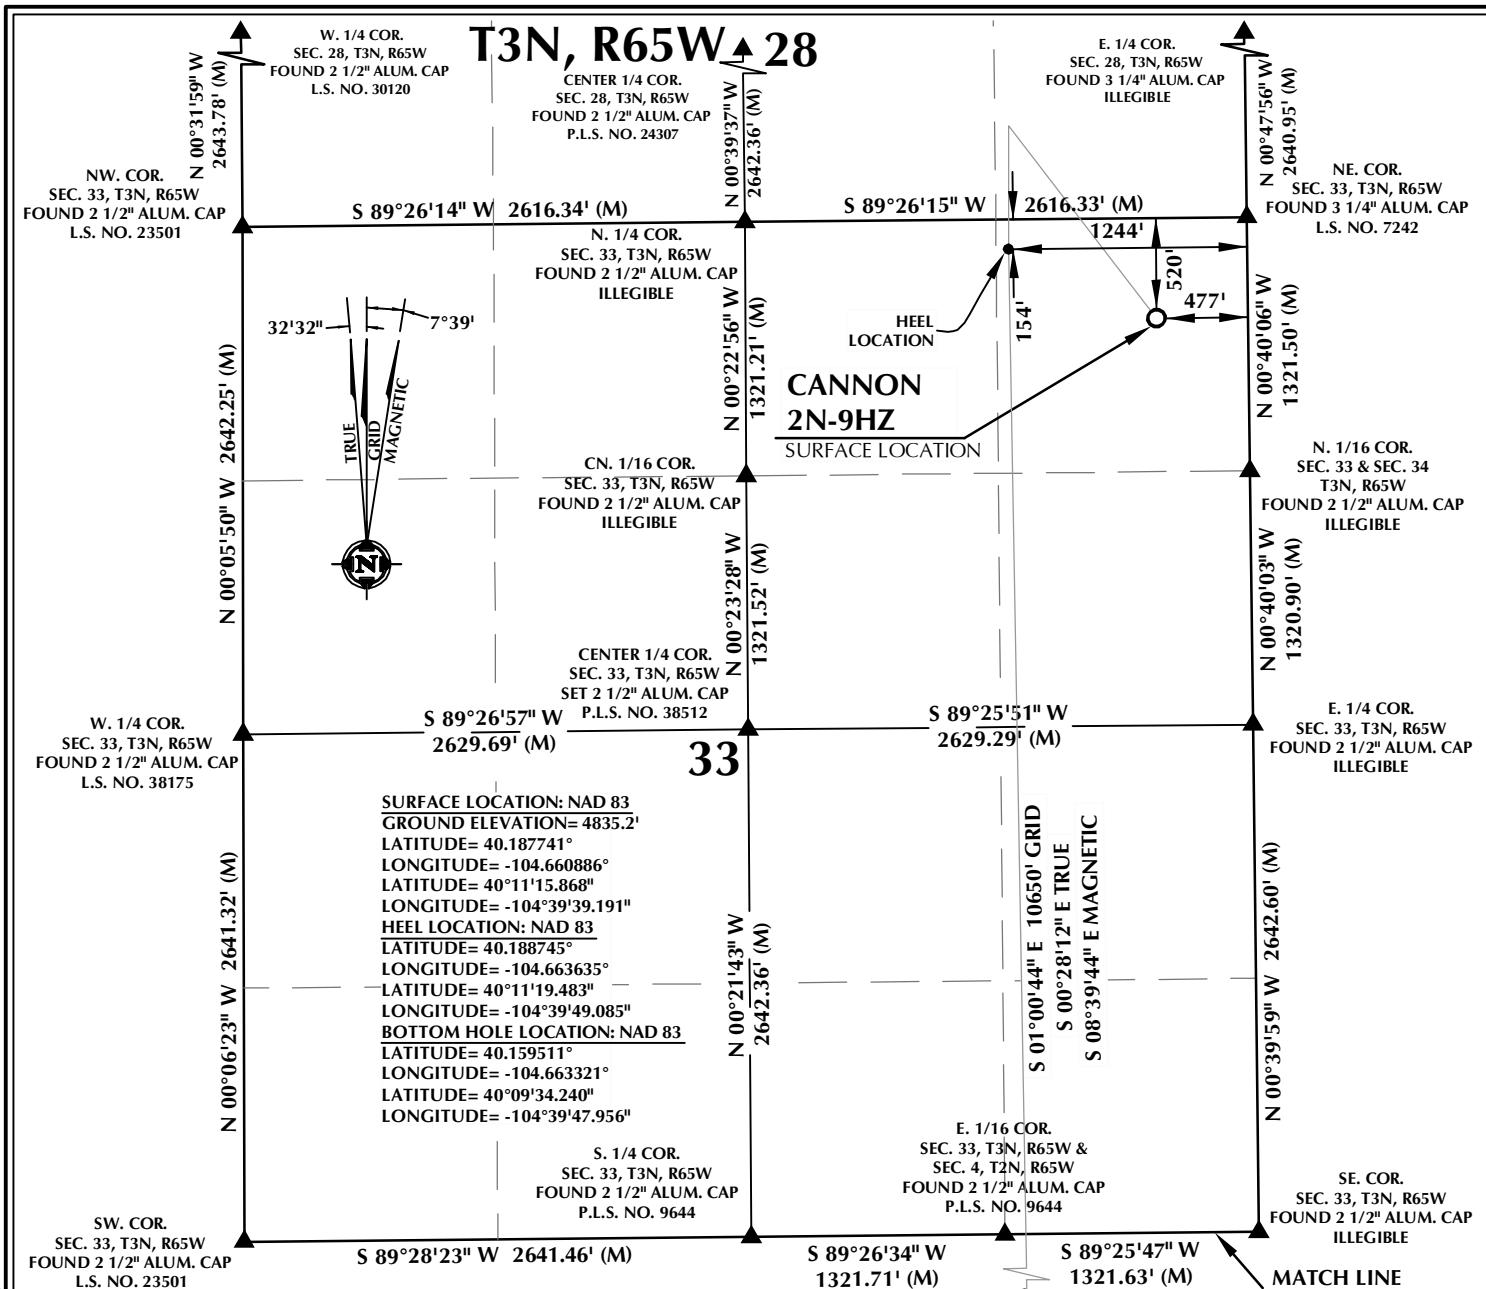 T3N, R65W 28
W. 1/4 COR.
SEC. 28, T3N, R65W
FOUND 2 1/2" ALUM. CAP
L.S. NO. 30120
CENTER 1/4 COR.
SEC. 28, T3N, R65W
FOUND 2 1/2" ALUM. CAP
P.L.S. NO. 24307
E. 1/4 COR.
SEC. 28, T3N, R65W
FOUND 3 1/4" ALUM. CAP
ILLEGIBLE
N 00°31'59" W
2643.78' (M)
N 00°39'37" W
2642.36' (M)
N 00°47'56" W
2640.95' (M)
NW. COR.
SEC. 33, T3N, R65W
FOUND 2 1/2" ALUM. CAP
L.S. NO. 23501
S 89°26'14" W 2616.34' (M)
S 89°26'15" W 2616.33' (M)
NE. COR.
SEC. 33, T3N, R65W
FOUND 3 1/4" ALUM. CAP
L.S. NO. 7242
N. 1/4 COR.
SEC. 33, T3N, R65W
FOUND 2 1/2" ALUM. CAP
ILLEGIBLE
1244'
520'
477'
154'
HEEL
LOCATION
CANNON
2N-9HZ
SURFACE LOCATION
32'32"
7°39'
TRUE
GRID
MAGNETIC
N
N 00°05'50" W 2642.25' (M)
N 00°22'56" W
1321.21' (M)
N 00°40'06" W
1321.50' (M)
CN. 1/16 COR.
SEC. 33, T3N, R65W
FOUND 2 1/2" ALUM. CAP
ILLEGIBLE
N. 1/16 COR.
SEC. 33 & SEC. 34
T3N, R65W
FOUND 2 1/2" ALUM. CAP
ILLEGIBLE
N 00°23'28" W
1321.52' (M)
N 00°40'03" W
1320.90' (M)
CENTER 1/4 COR.
SEC. 33, T3N, R65W
SET 2 1/2" ALUM. CAP
P.L.S. NO. 38512
W. 1/4 COR.
SEC. 33, T3N, R65W
FOUND 2 1/2" ALUM. CAP
L.S. NO. 38175
S 89°26'57" W
2629.69' (M)
33
S 89°25'51" W
2629.29' (M)
E. 1/4 COR.
SEC. 33, T3N, R65W
FOUND 2 1/2" ALUM. CAP
ILLEGIBLE
SURFACE LOCATION: NAD 83
GROUND ELEVATION= 4835.2'
LATITUDE= 40.187741°
LONGITUDE= -104.660886°
LATITUDE= 40°11'15.868"
LONGITUDE= -104°39'39.191"
HEEL LOCATION: NAD 83
LATITUDE= 40.188745°
LONGITUDE= -104.663635°
LATITUDE= 40°11'19.483"
LONGITUDE= -104°39'49.085"
BOTTOM HOLE LOCATION: NAD 83
LATITUDE= 40.159511°
LONGITUDE= -104.663321°
LATITUDE= 40°09'34.240"
LONGITUDE= -104°39'47.956"
N 00°06'23" W 2641.32' (M)
N 00°21'43" W
2642.36' (M)
S 01°00'44" E 10650' GRID
S 00°28'12" E TRUE
S 08°39'44" E MAGNETIC
N 00°39'59" W 2642.60' (M)
S. 1/4 COR.
SEC. 33, T3N, R65W
FOUND 2 1/2" ALUM. CAP
P.L.S. NO. 9644
E. 1/16 COR.
SEC. 33, T3N, R65W &
SEC. 4, T2N, R65W
FOUND 2 1/2" ALUM. CAP
P.L.S. NO. 9644
SE. COR.
SEC. 33, T3N, R65W
FOUND 2 1/2" ALUM. CAP
ILLEGIBLE
SW. COR.
SEC. 33, T3N, R65W
FOUND 2 1/2" ALUM. CAP
L.S. NO. 23501
S 89°28'23" W 2641.46' (M)
S 89°26'34" W
1321.71' (M)
S 89°25'47" W
1321.63' (M)
MATCH LINE